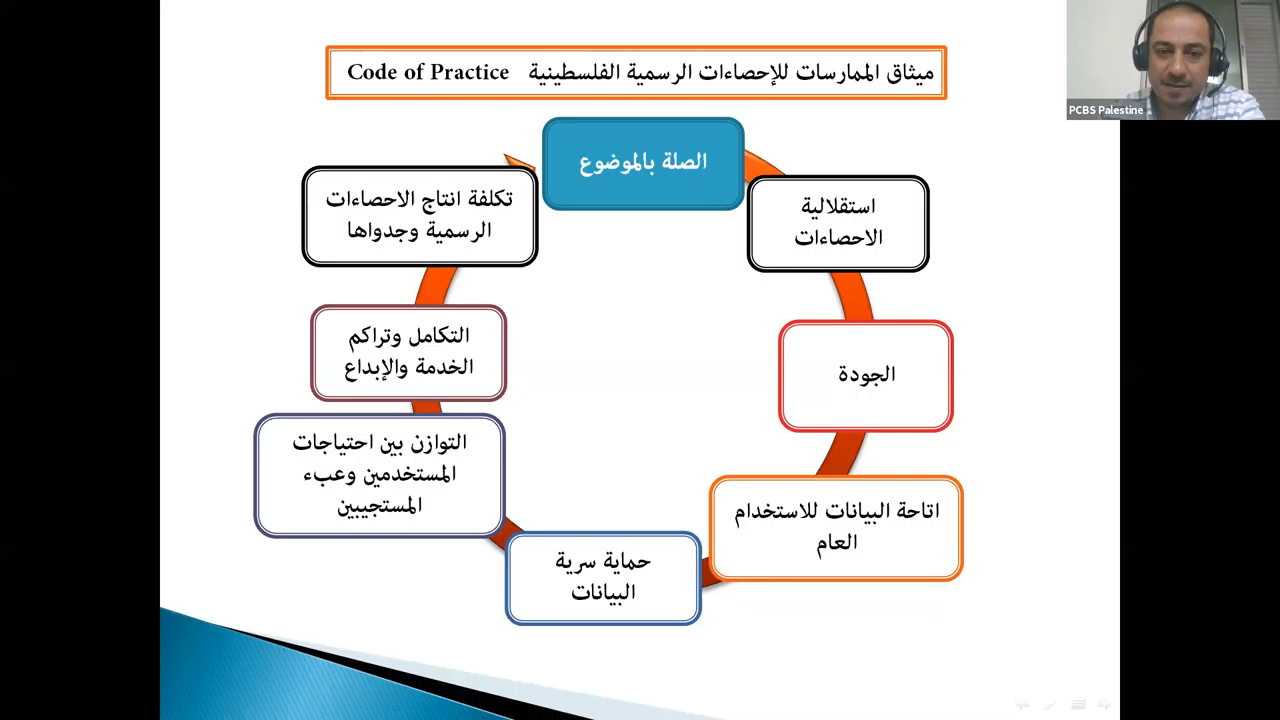 ميثاق الممارسات للإحصاءات الرسمية الفلسطينية Code of Practice
PCBS Palestine
الصلة بالموضوع
استقلالية
الاحصاءات
الجودة
اتاحة البيانات للاستخدام
العام
حماية سرية
البيانات
التوازن بين احتياجات
المستخدمين وعبء
المستجيبين
التكامل وتراكم
الخدمة والإبداع
تكلفة انتاج الاحصاءات
الرسمية وجدواها